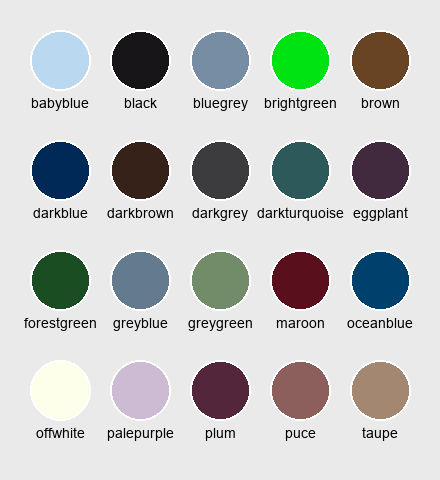 babyblue black bluegrey brightgreen brown
darkblue darkbrown darkgrey darkturquoise eggplant
forestgreen greyblue greygreen maroon oceanblue
offwhite palepurple plum puce taupe